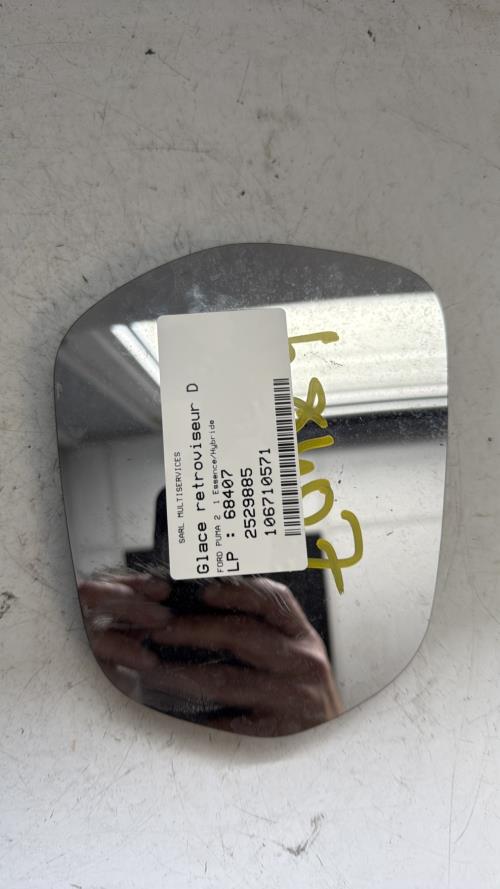 SARL MULTISERVICES
Glace retroviseur D
FORD PUMA 2 1 Essence/Hybride
LP : 68407
2529885
106710571